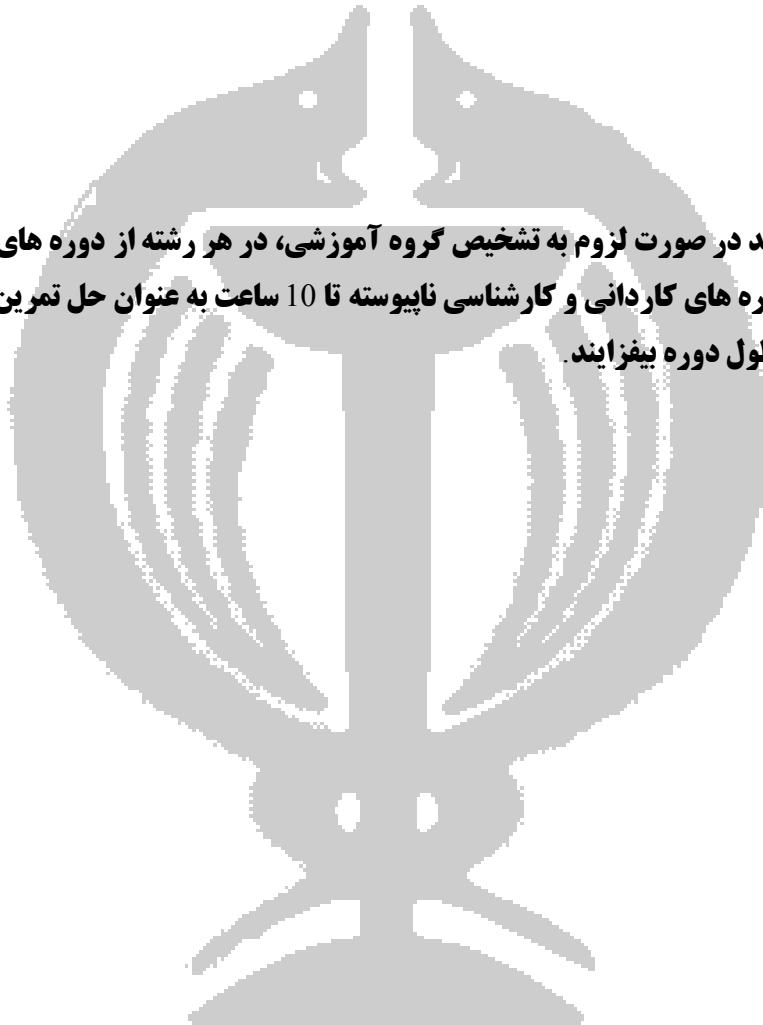 د در صورت لزوم به تشخیص گروه آموزشی، در هر رشته از دوره های
ره های کاردانی و کارشناسی ناپیوسته تا 10 ساعت به عنوان حل تمرین
ول دوره بیفزایند.